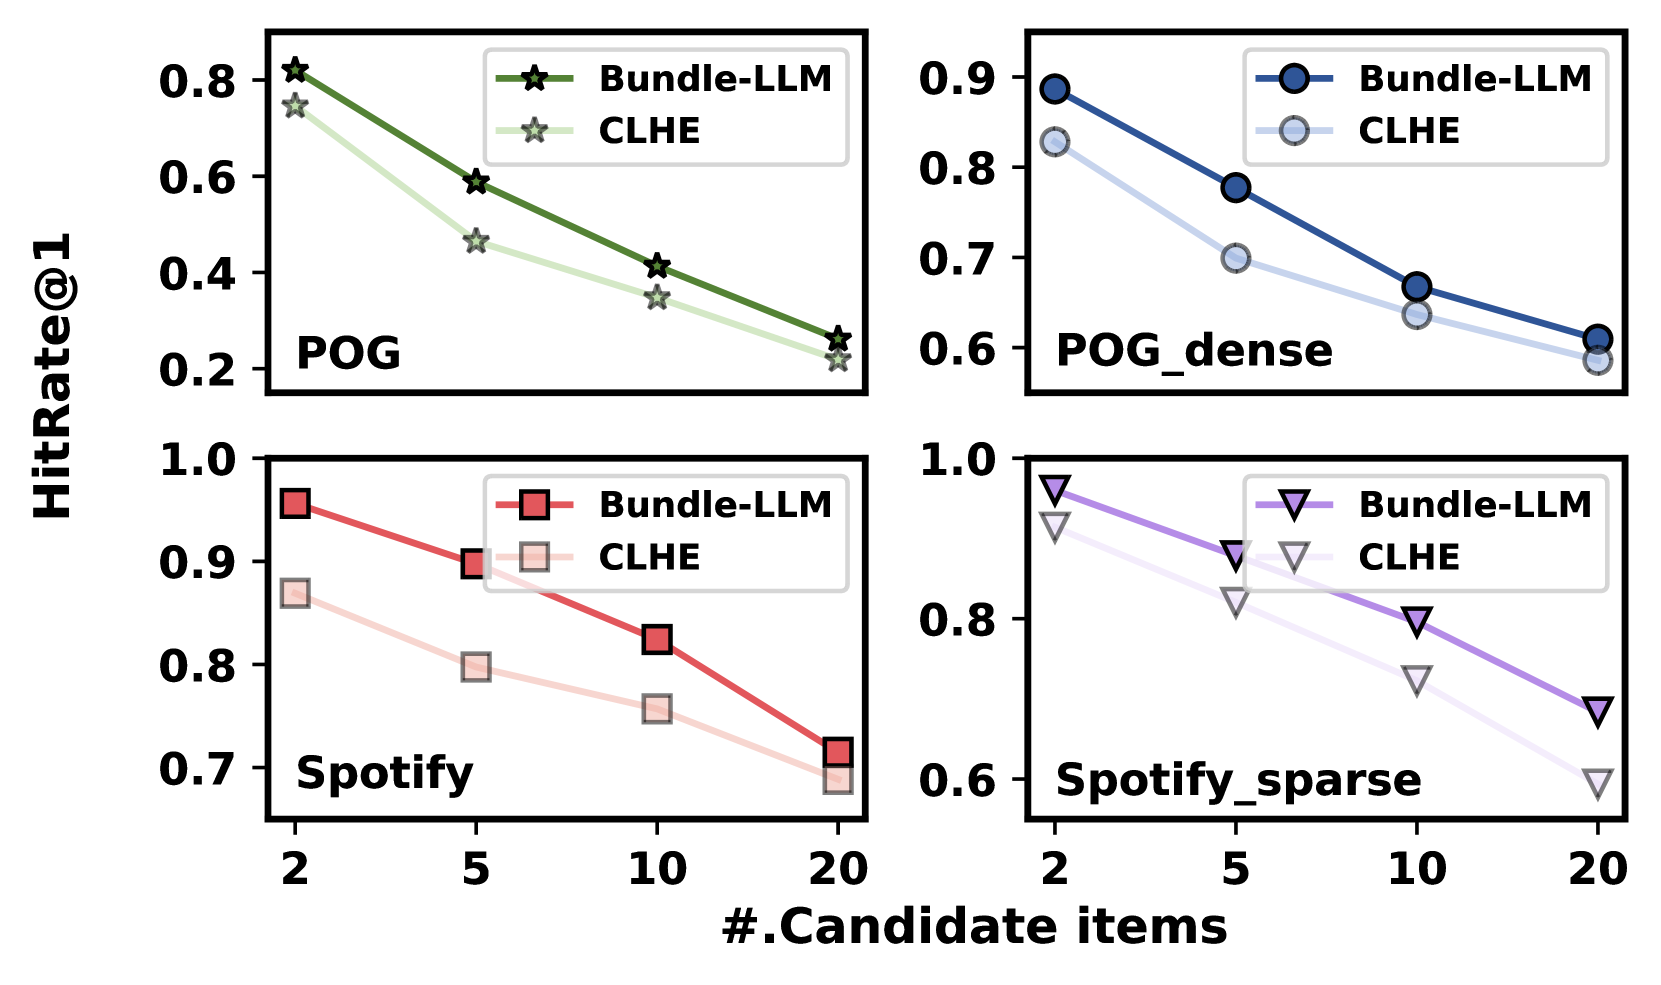 HitRate@1
0.8
0.6
0.4
0.2
Bundle-LLM
CLHE
POG
0.9
0.8
0.7
0.6
Bundle-LLM
CLHE
POG_dense
1.0
0.9
0.8
0.7
Bundle-LLM
CLHE
Spotify
2 5 10 20
1.0
0.8
0.6
Bundle-LLM
CLHE
Spotify_sparse
2 5 10 20
#.Candidate items